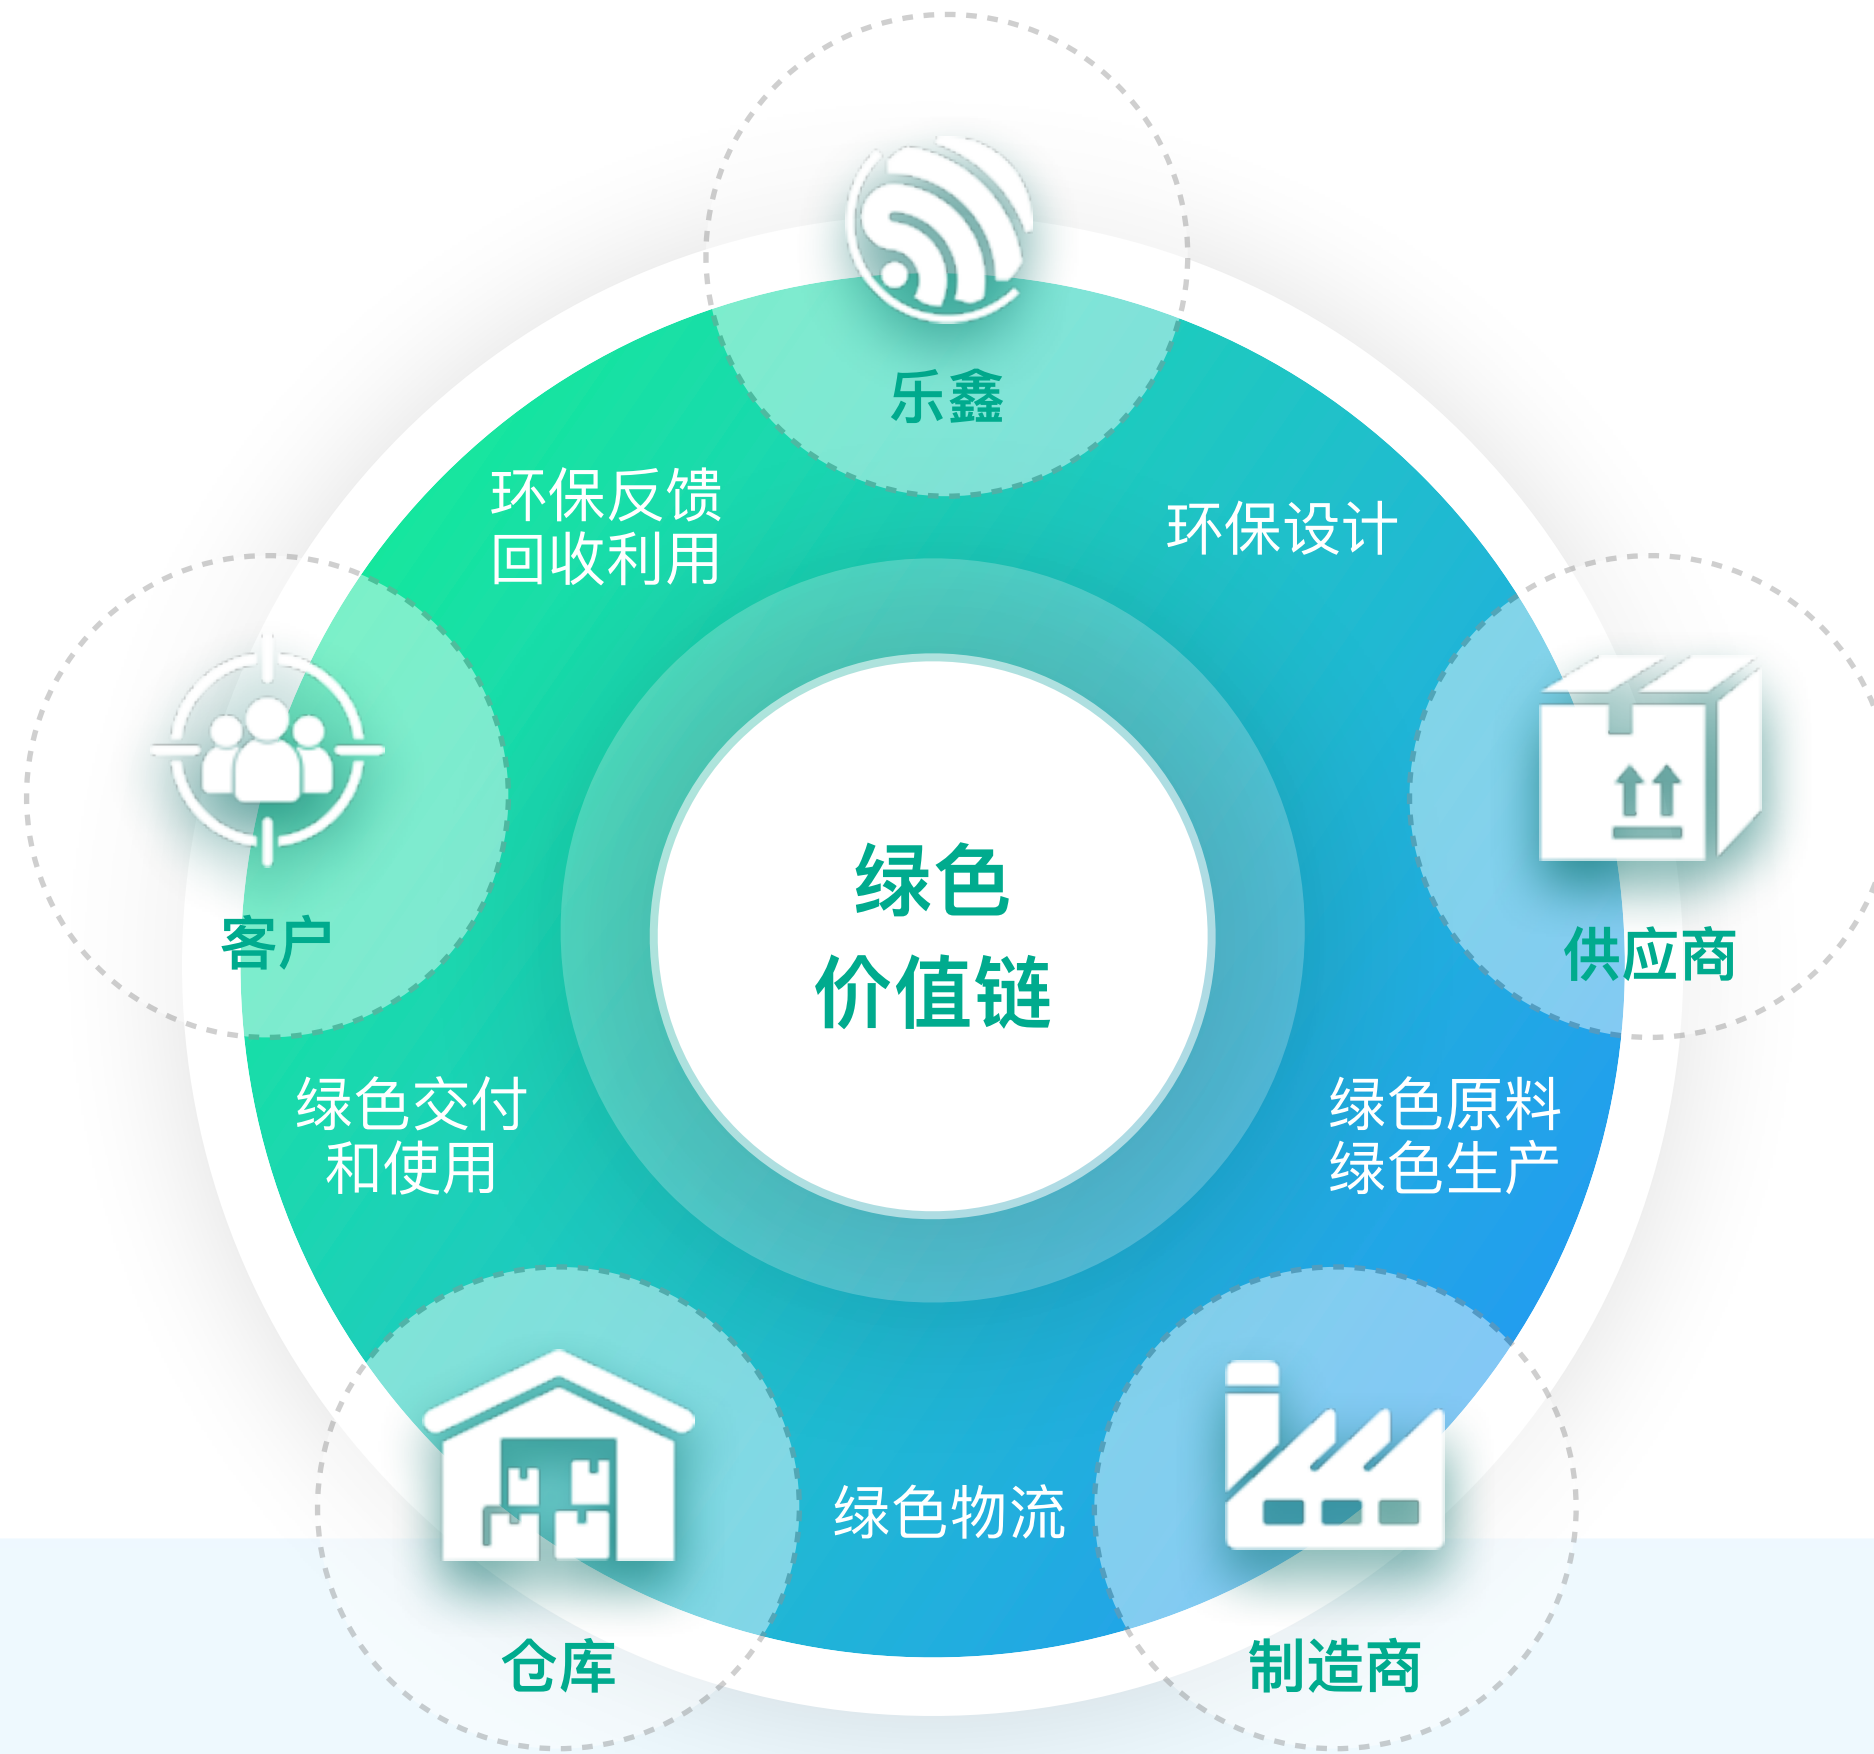 乐鑫
环保反馈
回收利用
环保设计
客户
供应商
绿色
价值链
绿色交付
和使用
绿色原料
绿色生产
绿色物流
仓库
制造商